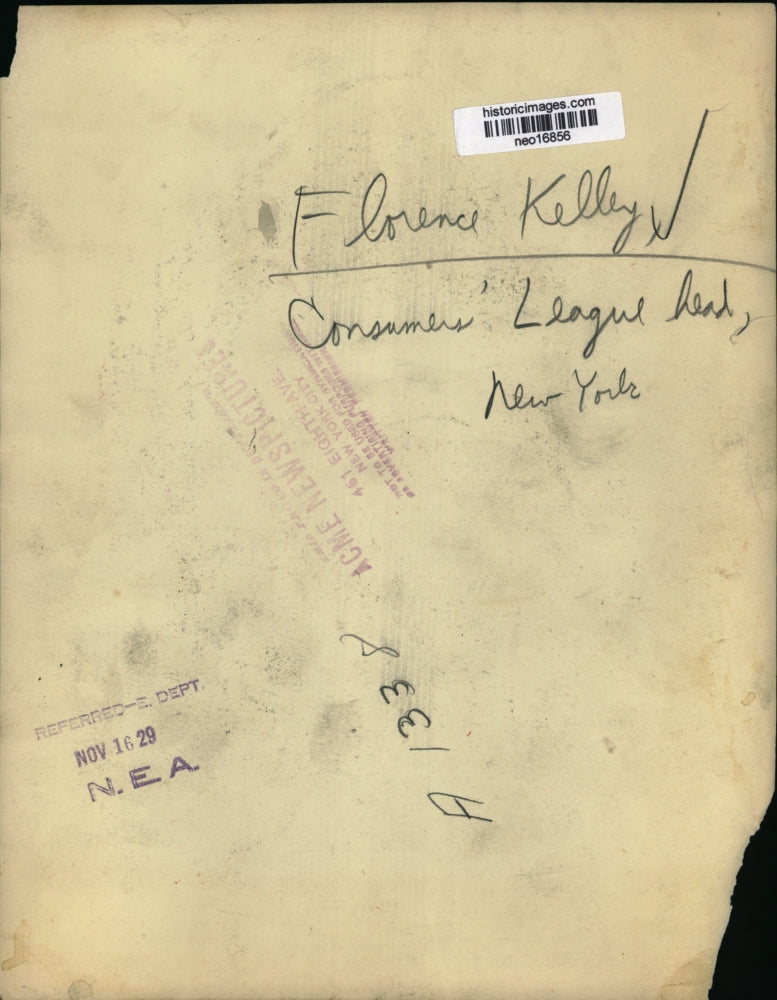 historicimages.com
neo16856
Florence Kelley
Consumers' League head,
New York
ACME NEWSPICTURES
461 EIGHTH AVE.
NEW YORK CITY
A 1338
REFERRED-E. DEPT.
NOV 16 29
N.E.A.